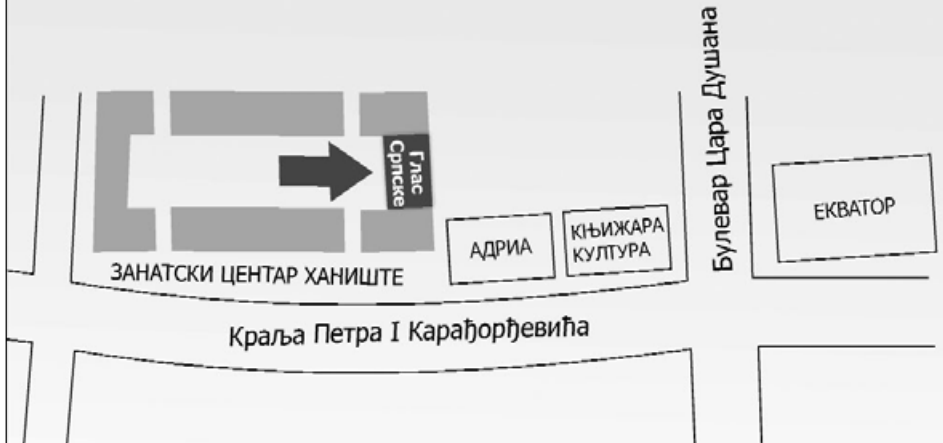 Булевар Цара Душана
Глас
Српске
ЕКВАТОР
АДРИА
КЊИЖАРА
КУЛТУРА
ЗАНАТСКИ ЦЕНТАР ХАНИШТЕ
Краља Петра I Карађорђевића